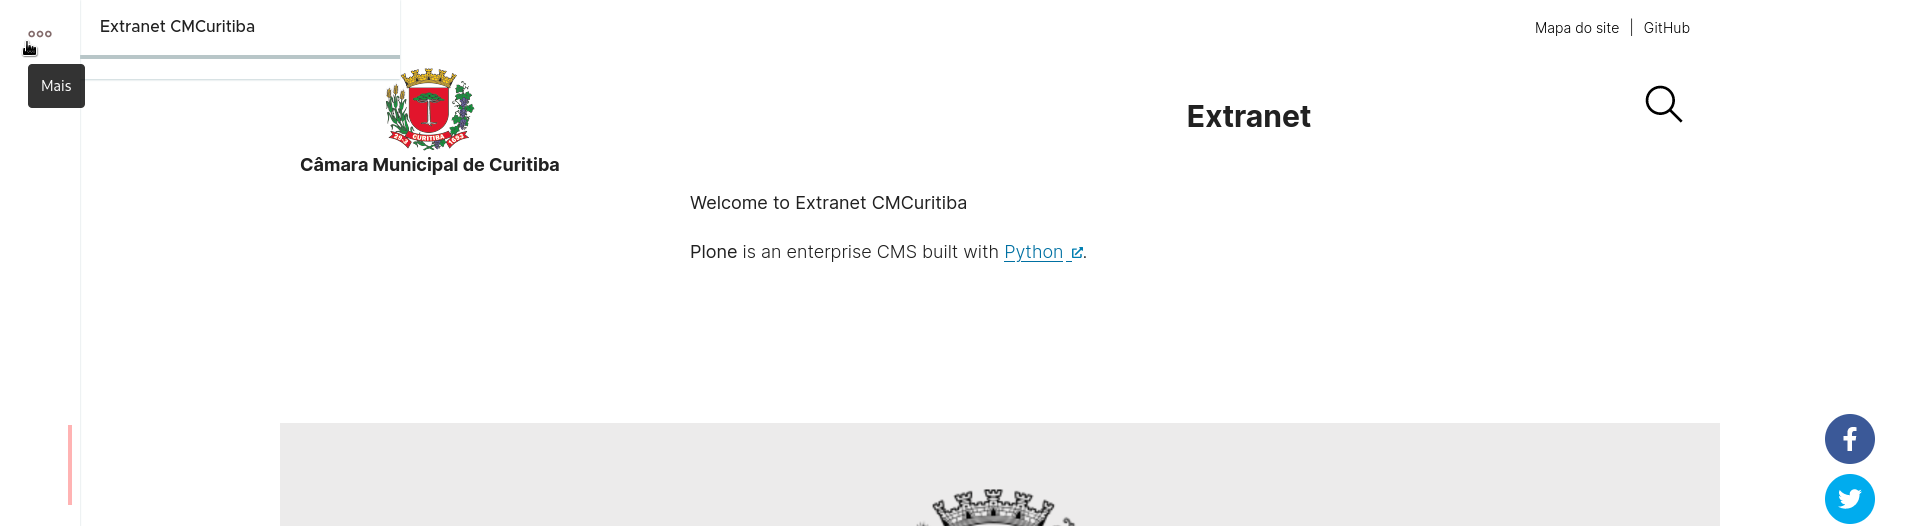 Extranet CMCuritiba
Mapa do site | GitHub
Mais
CURITIBA
Câmara Municipal de Curitiba
Extranet
Welcome to Extranet CMCuritiba
Plone is an enterprise CMS built with Python.